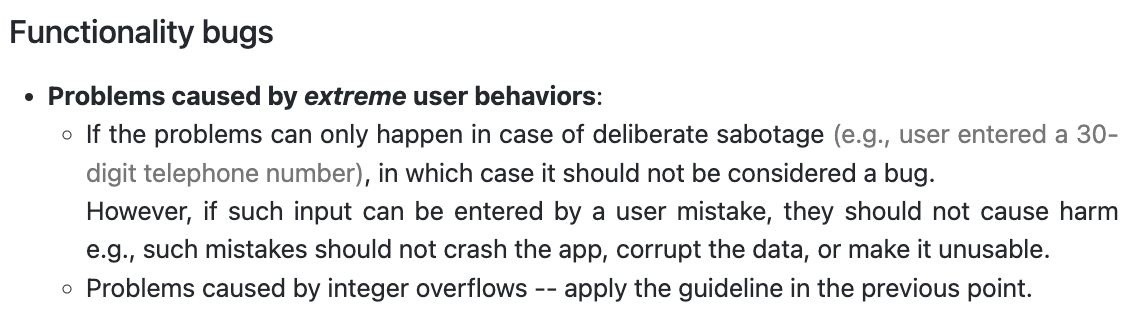 Functionality bugs
• Problems caused by extreme user behaviors:
○ If the problems can only happen in case of deliberate sabotage (e.g., user entered a 30-
digit telephone number), in which case it should not be considered a bug.
However, if such input can be entered by a user mistake, they should not cause harm
e.g., such mistakes should not crash the app, corrupt the data, or make it unusable.
○ Problems caused by integer overflows -- apply the guideline in the previous point.